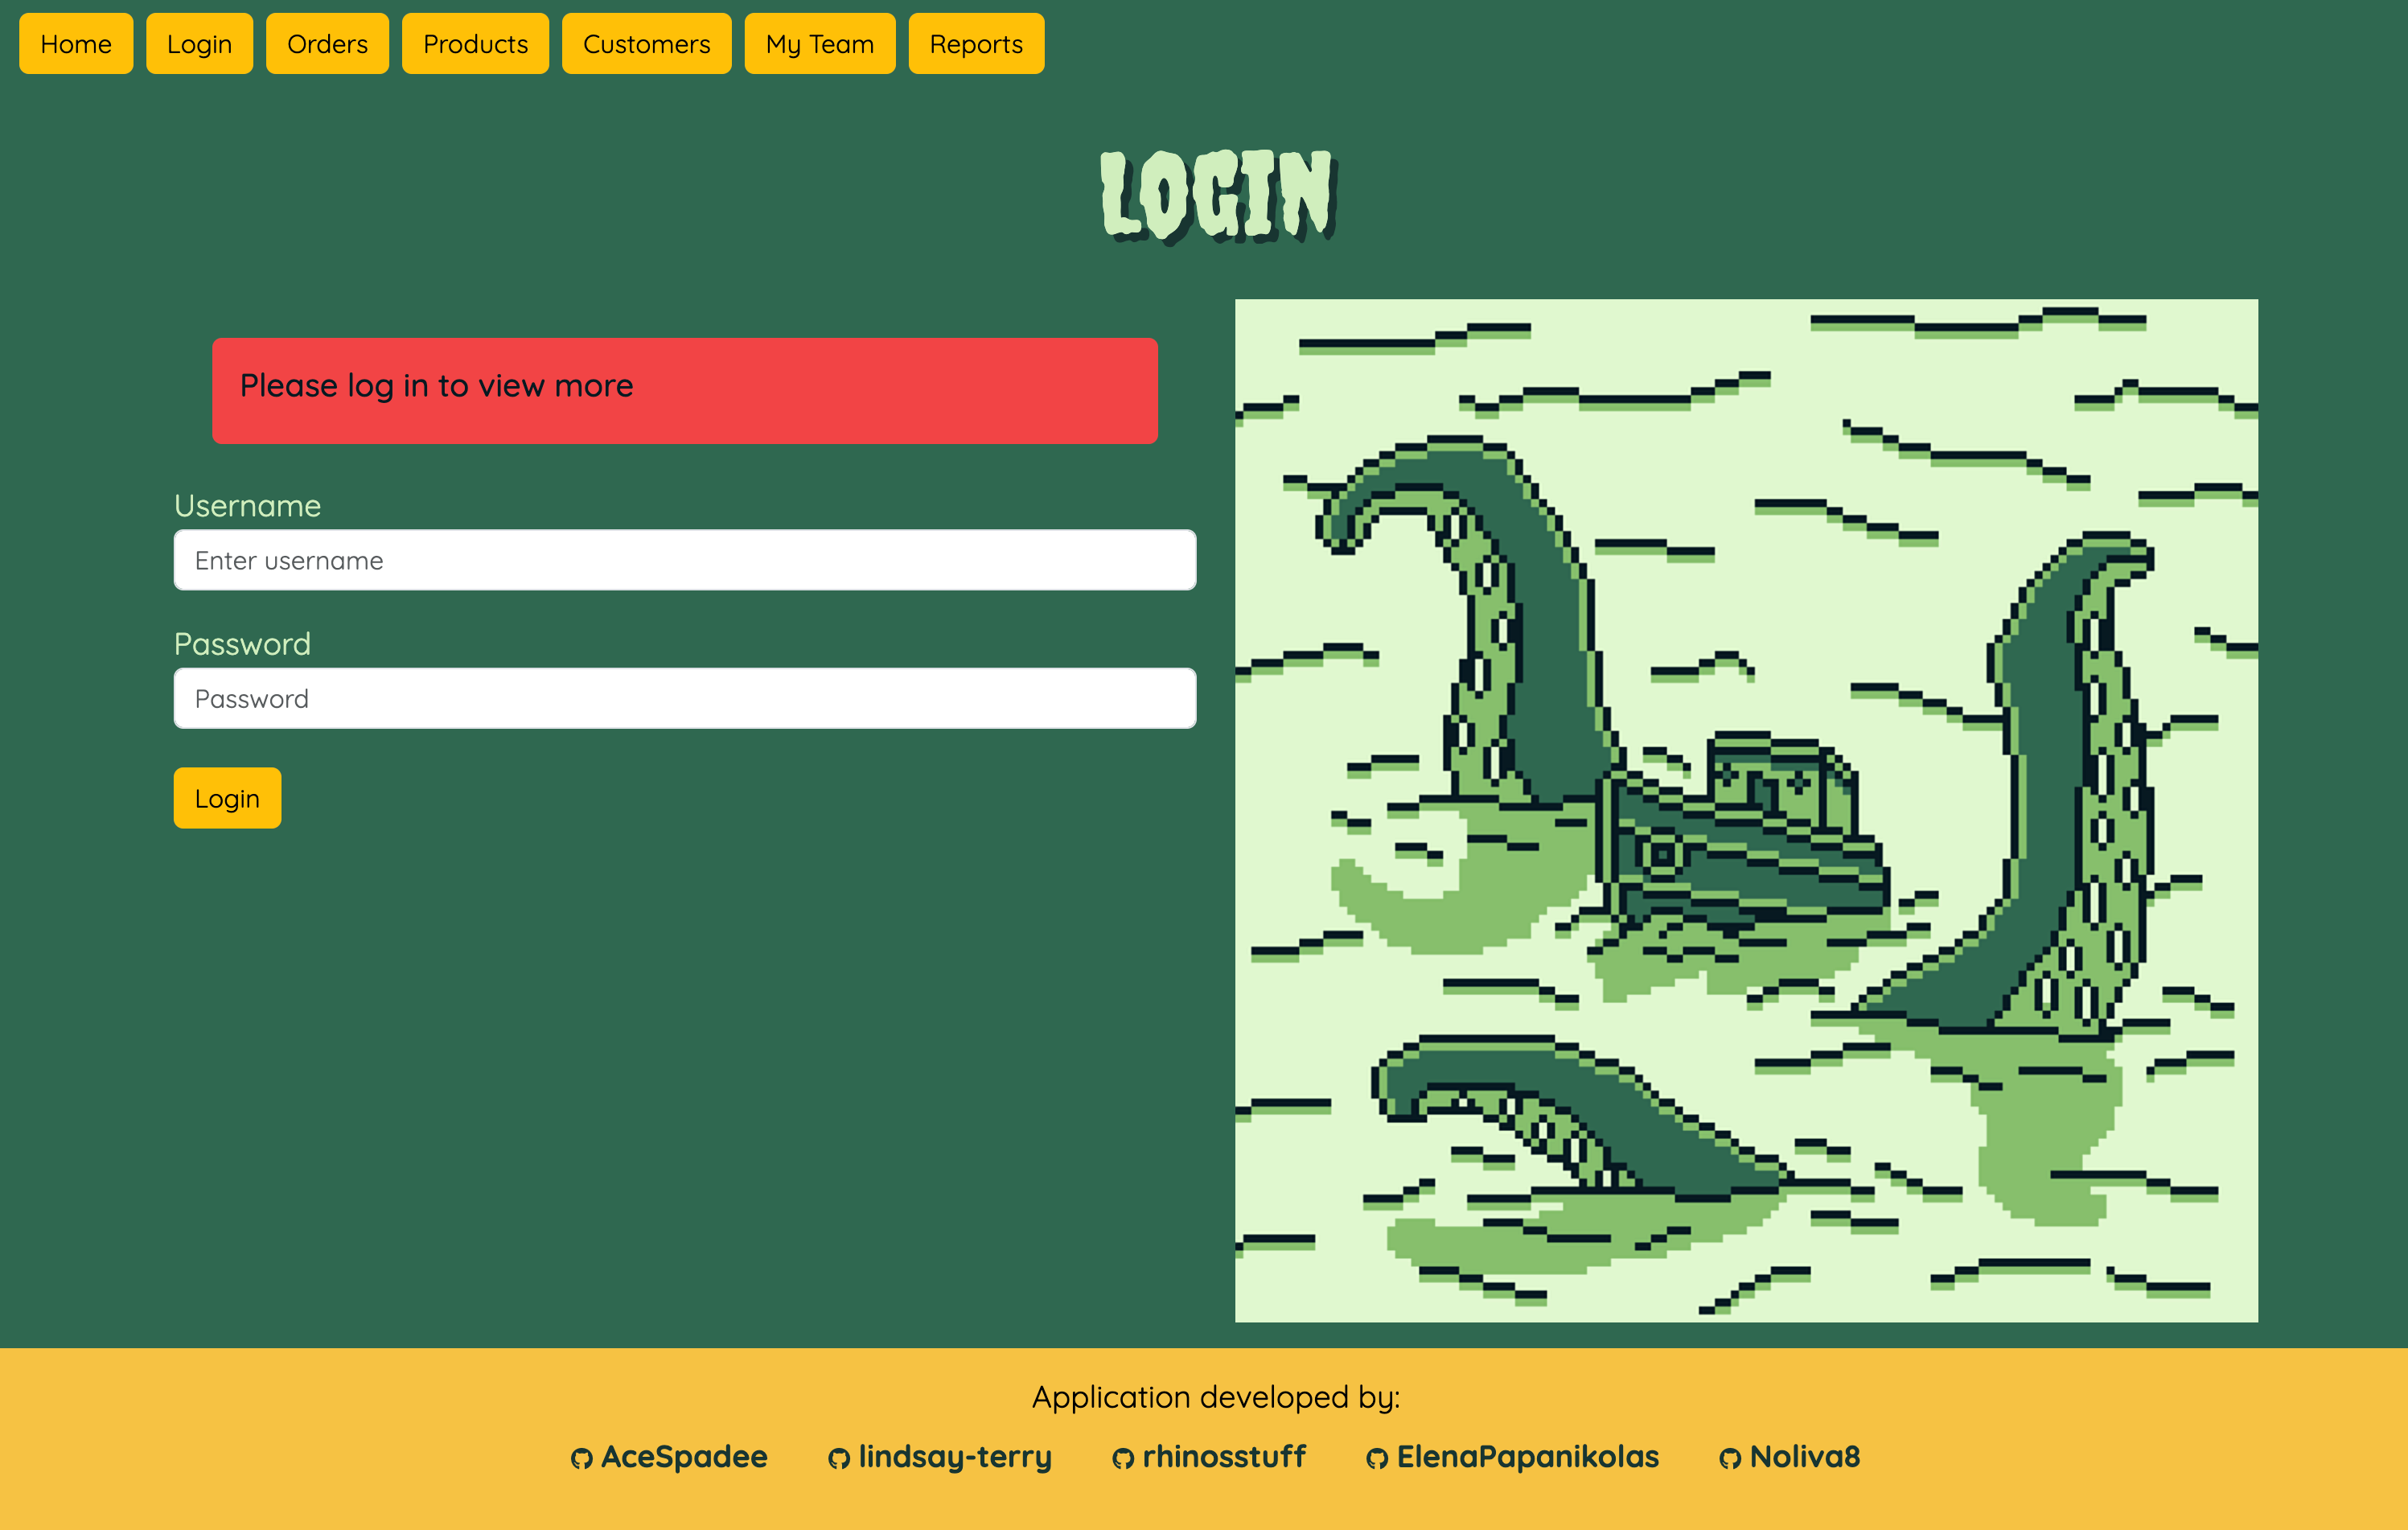 Home Login Orders Products Customers My Team Reports
LOGIN
Please log in to view more
Username
Enter username
Password
Password
Login
Application developed by:
AceSpadee lindsay-terry rhinosstuff ElenaPapanikolas Noliva8